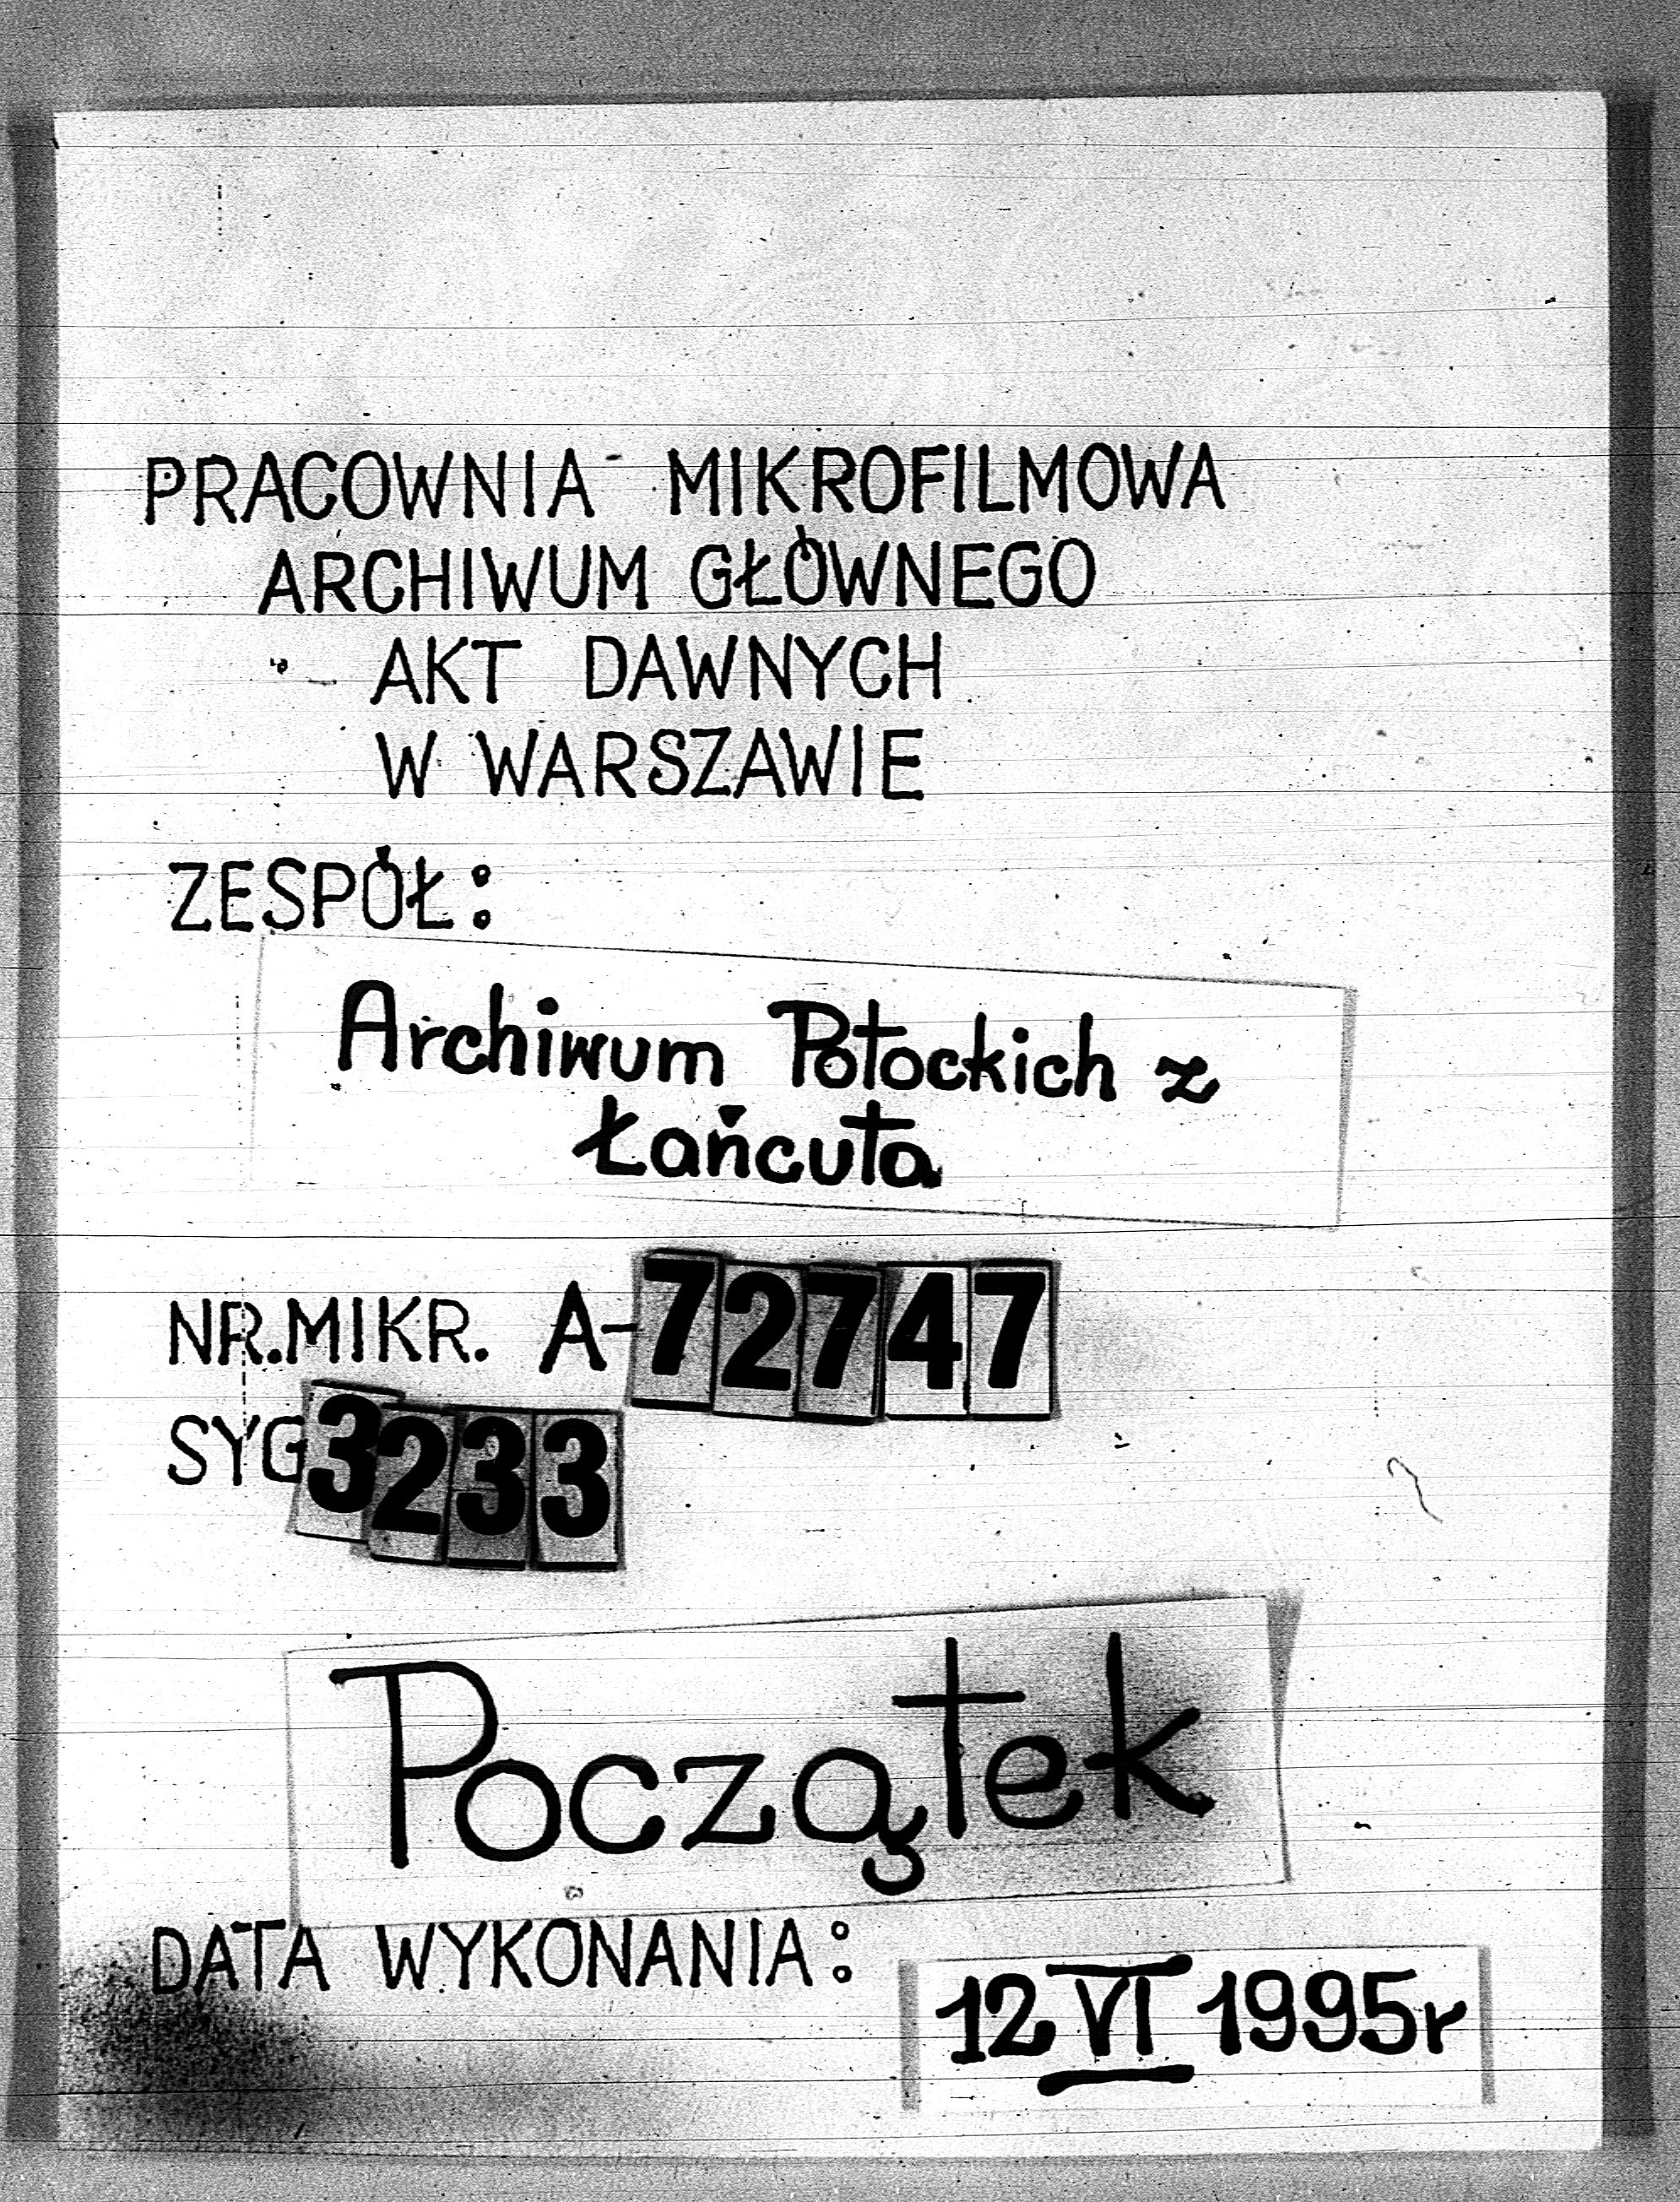 PRACOWNIA MIKROFILMOWA
ARCHIWUM GŁÓWNEGO
AKT DAWNYCH
W WARSZAWIE
ZESPÓŁ:
Archiwum Potockich z
Łańcuta
NR.MIKR. A-72747
SYG 3233
Początek
DATA WYKONANIA:
12 VI 1995r